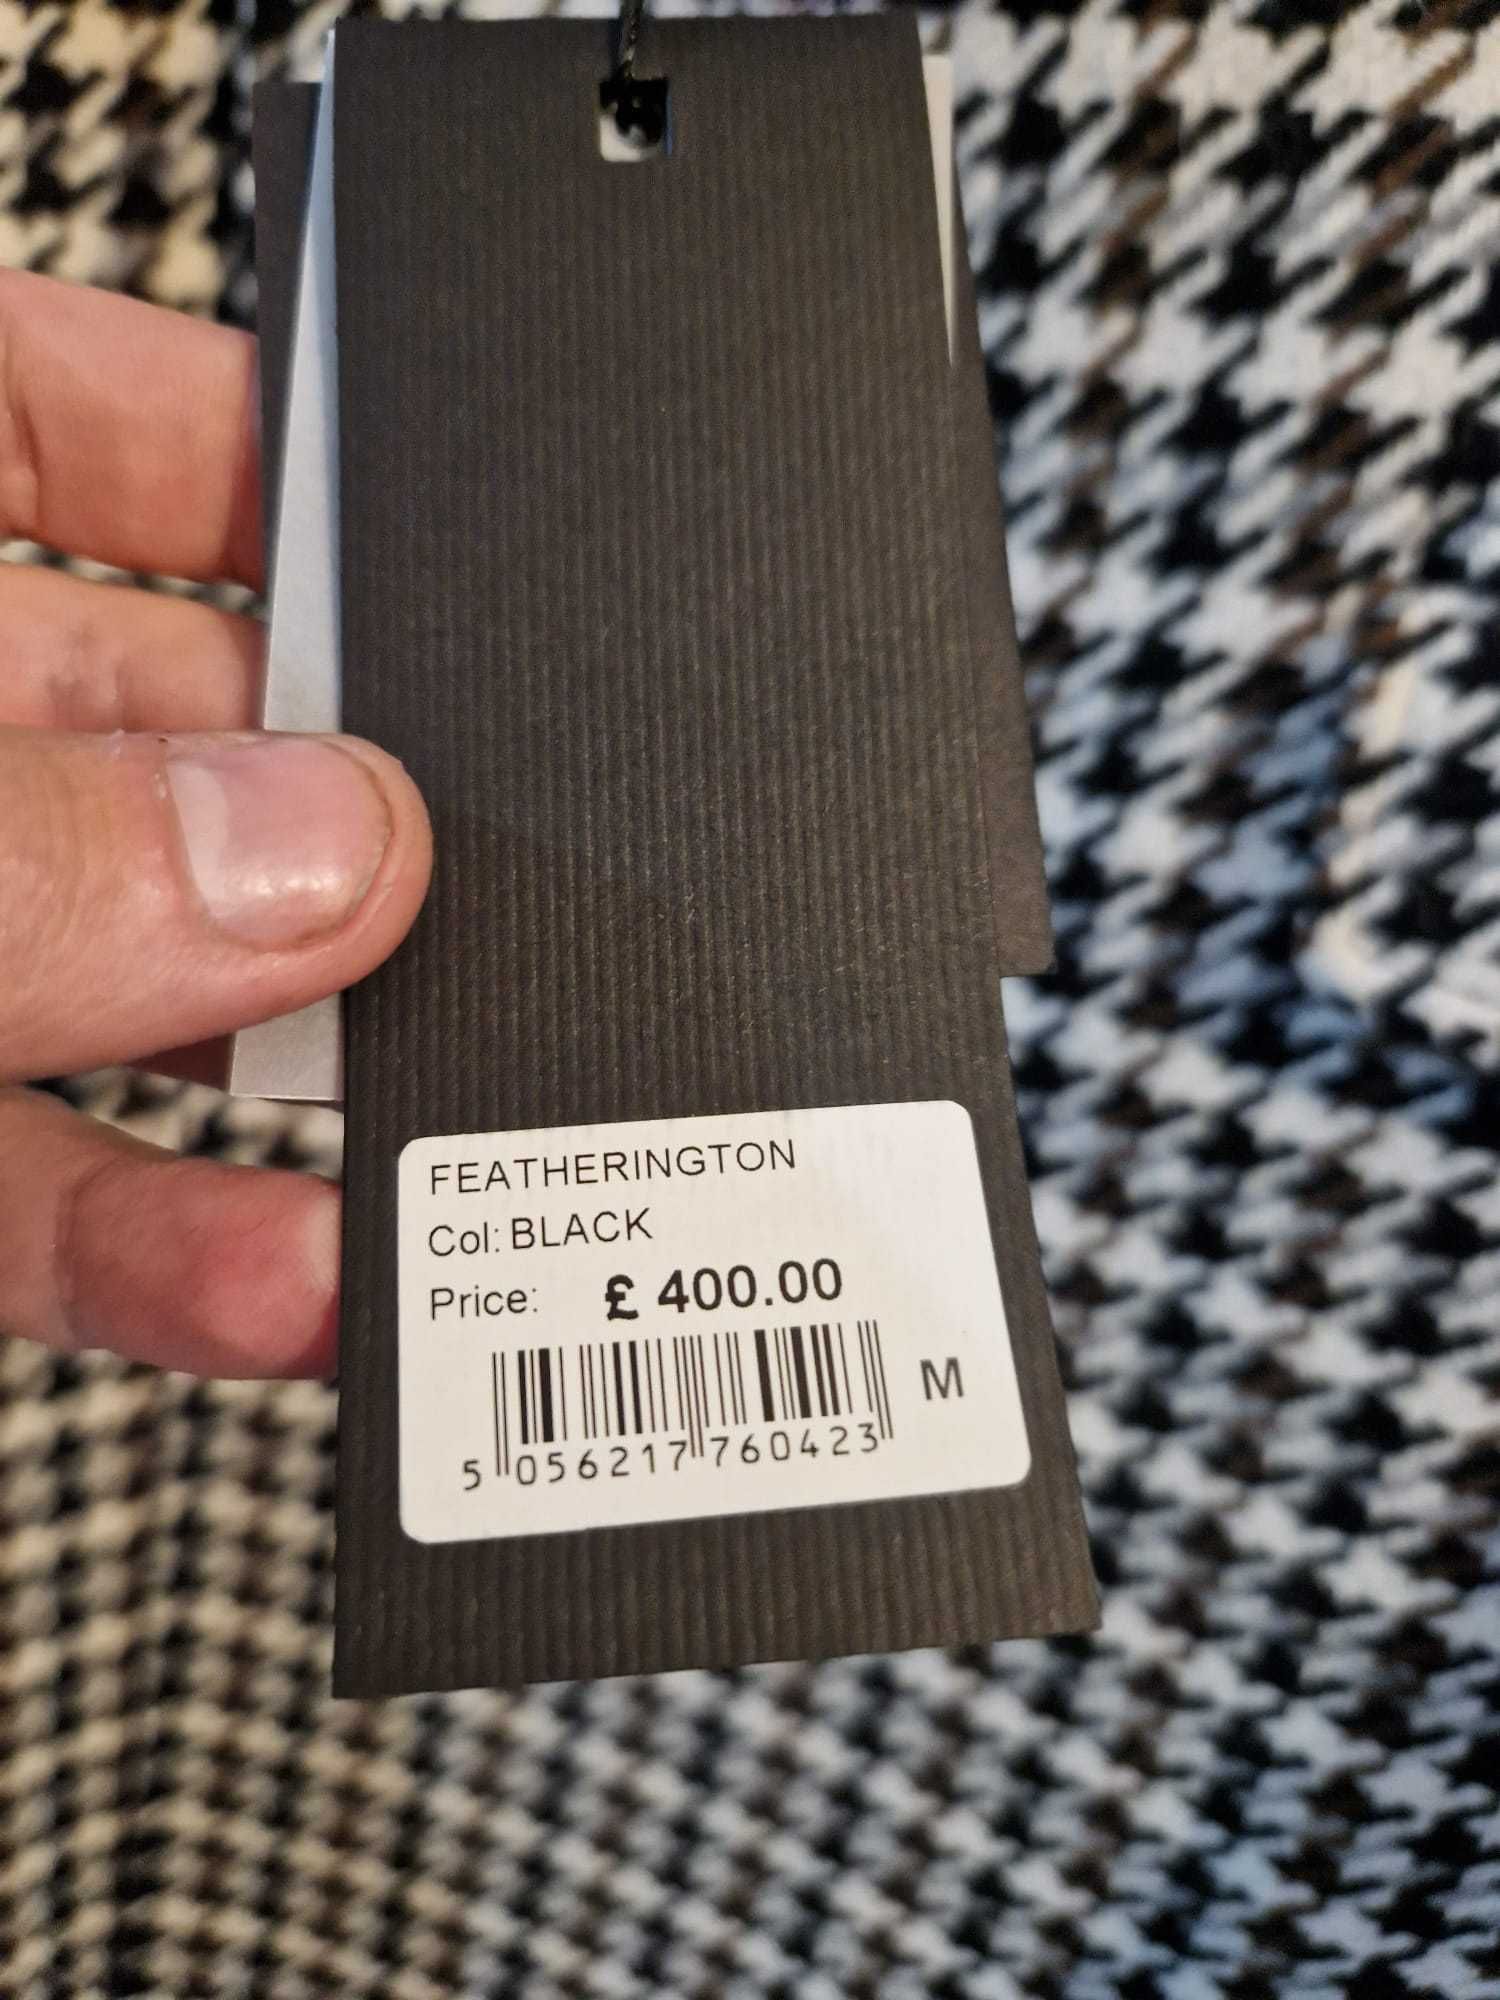 FEATHERINGTON
Col: BLACK
Price: £ 400.00
M
5 056217 760423